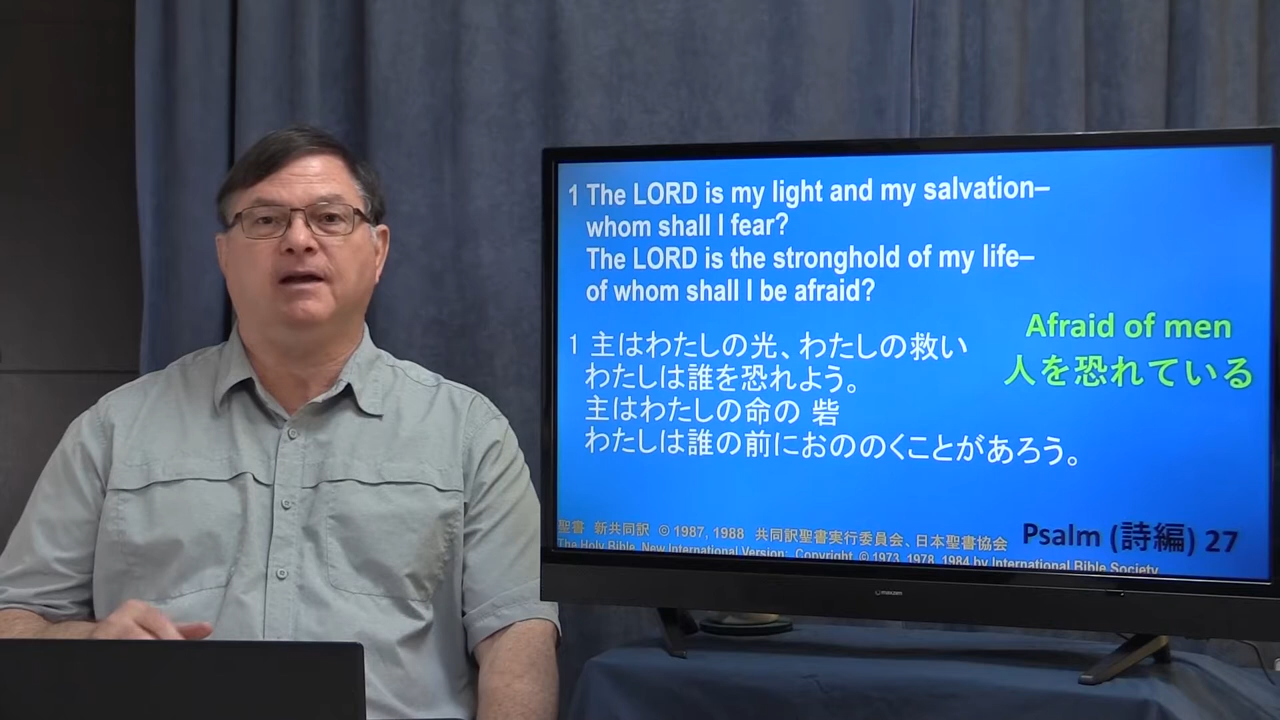 1 The LORD is my light and my salvation–
whom shall I fear?
The LORD is the stronghold of my life–
of whom shall I be afraid?
1 主はわたしの光、わたしの救い
わたしは誰を恐れよう。
主はわたしの命の 砦
わたしは誰の前におののくことがあろう。
Afraid of men
人を恐れている
聖書 新共同訳 © 1987, 1988 共同訳聖書実行委員会、日本聖書協会
The Holy Bible, New International Version; Copyright © 1973, 1978, 1984 by International Bible Society
Psalm (詩編) 27
maxzen